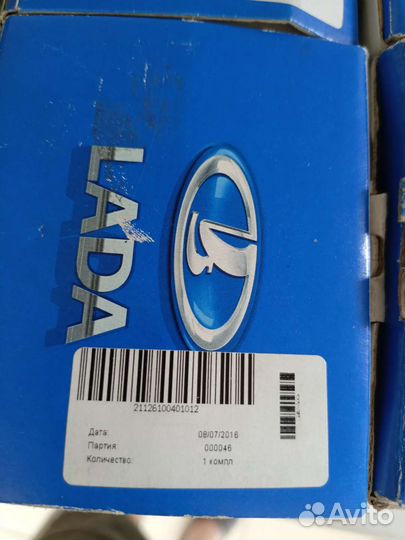 LADA
21126100401012
Дата: 08/07/2016
Партия: 000046
Количество: 1 компл
Avito